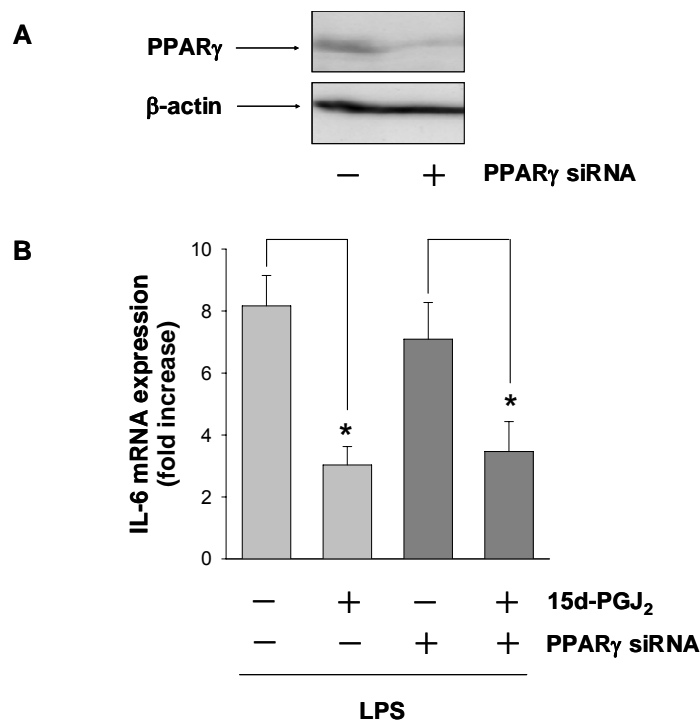 A
PPARγ
β-actin
− + PPARγ siRNA
B
IL-6 mRNA expression
(fold increase)
10
8
6
4
2
0
* *
− + − + 15d-PGJ₂
− − + + PPARγ siRNA
LPS